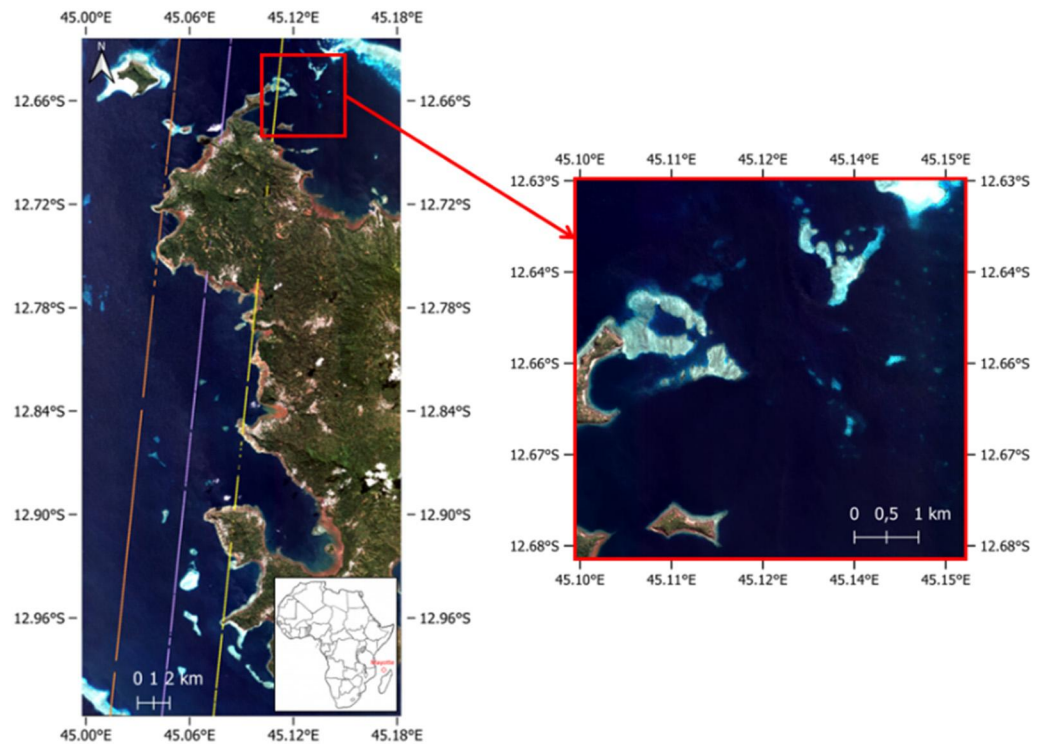 45.00°E 45.06°E 45.12°E 45.18°E
N
12.66°S 12.66°S
12.72°S 12.72°S
12.78°S 12.78°S
12.84°S 12.84°S
12.90°S 12.90°S
12.96°S 12.96°S
0 1 2 km
Mayotte
45.00°E 45.06°E 45.12°E 45.18°E
45.10°E 45.11°E 45.12°E 45.14°E 45.15°E
12.63°S 12.63°S
12.64°S 12.64°S
12.66°S 12.66°S
12.67°S 12.67°S
0 0,5 1 km
12.68°S 12.68°S
45.10°E 45.11°E 45.12°E 45.14°E 45.15°E